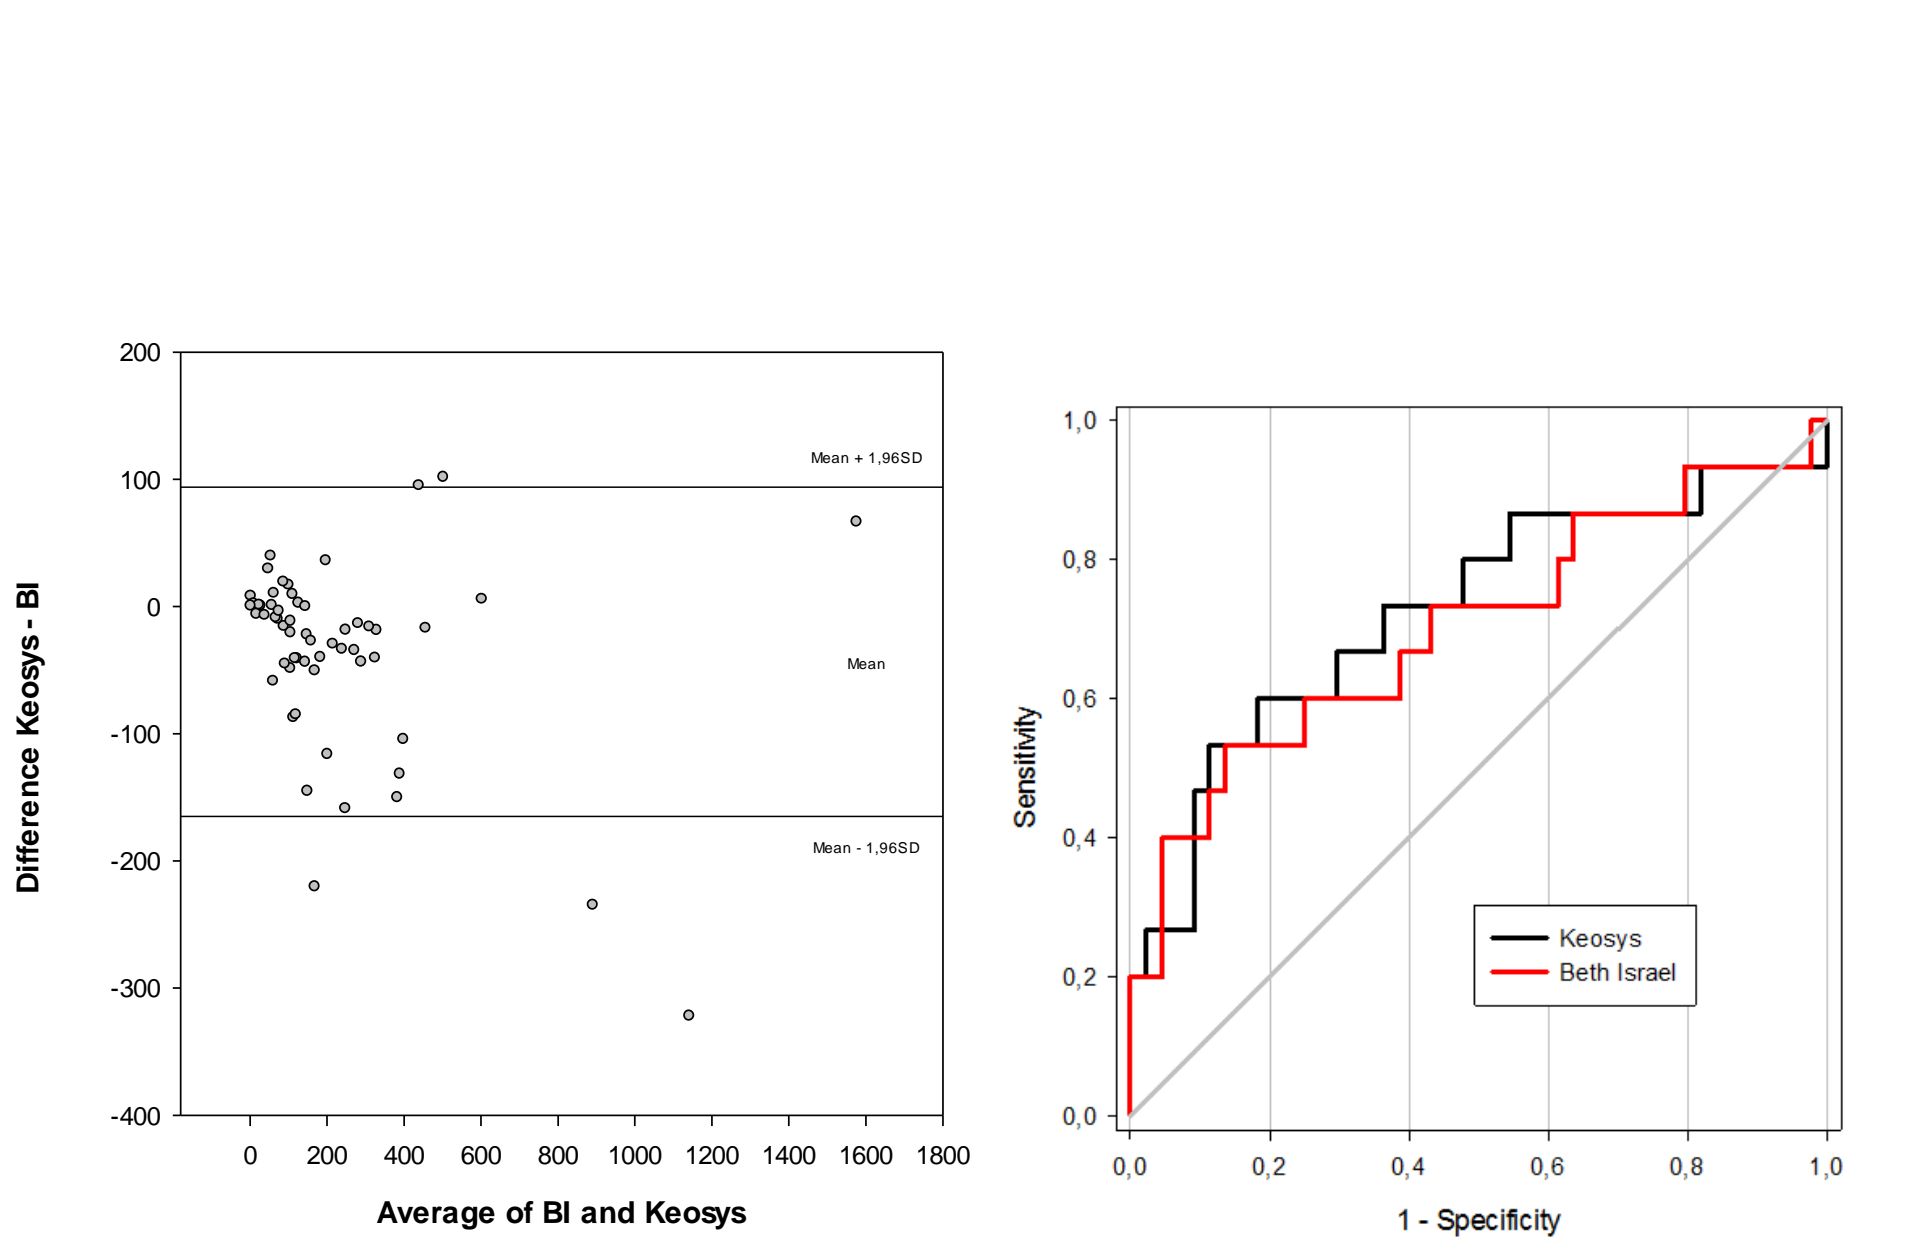 200
100
0
-100
-200
-300
-400
Difference Keosys - BI
Mean + 1,96SD
Mean
Mean - 1,96SD
0 200 400 600 800 1000 1200 1400 1600 1800
Average of BI and Keosys
1,0
0,8
0,6
0,4
0,2
0,0
Sensitivity
Keosys
Beth Israel
0,0 0,2 0,4 0,6 0,8 1,0
1 - Specificity